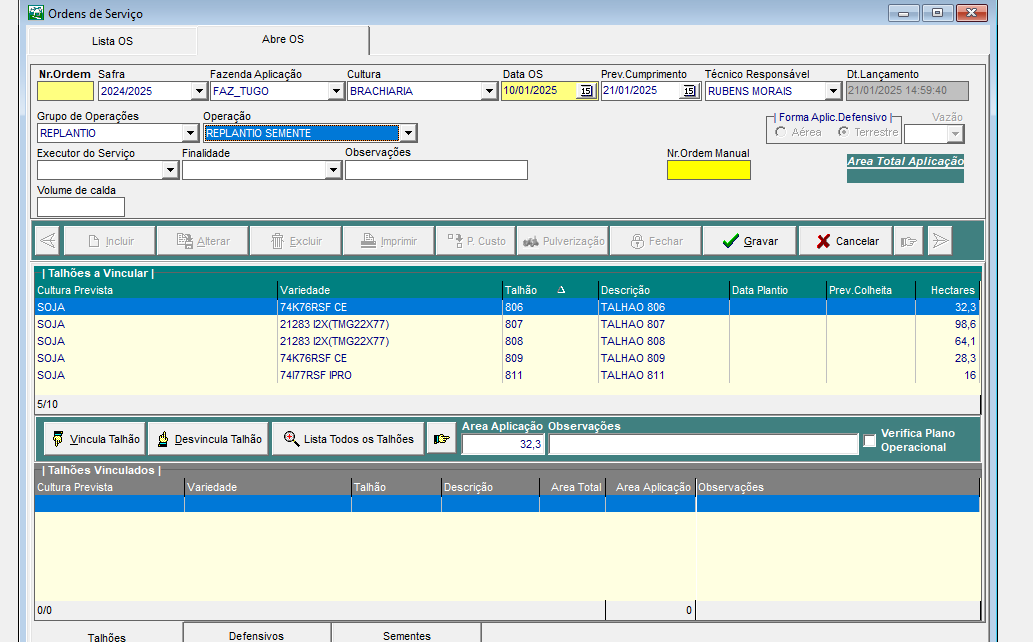 Ordens de Serviço
Lista OS
Abre OS
Nr.Ordem Safra Fazenda Aplicação Cultura Data OS Prev.Cumprimento Técnico Responsável Dt.Lançamento
2024/2025 FAZ_TUGO BRACHIARIA 10/01/2025 15 21/01/2025 15 RUBENS MORAIS 21/01/2025 14:59:40
Grupo de Operações Operação Forma Aplic.Defensivo Vazão
REPLANTIO REPLANTIO SEMENTE Aérea Terrestre
Executor do Serviço Finalidade Observações Nr.Ordem Manual Area Total Aplicação
Volume de calda
Incluir Alterar Excluir Imprimir P. Custo Pulverização Fechar Gravar Cancelar
| Talhões a Vincular |
Cultura Prevista Variedade Talhão Descrição Data Plantio Prev.Colheita Hectares
SOJA 74K76RSF CE 806 TALHAO 806 32,3
SOJA 21283 I2X(TMG22X77) 807 TALHAO 807 98,6
SOJA 21283 I2X(TMG22X77) 808 TALHAO 808 64,1
SOJA 74K76RSF CE 809 TALHAO 809 28,3
SOJA 74I77RSF IPRO 811 TALHAO 811 16
5/10
Vincula Talhão Desvincula Talhão Lista Todos os Talhões
Area Aplicação Observações
32,3
Verifica Plano
Operacional
| Talhões Vinculados |
Cultura Prevista Variedade Talhão Descrição Area Total Area Aplicação Observações
0/0 0
Talhões Defensivos Sementes